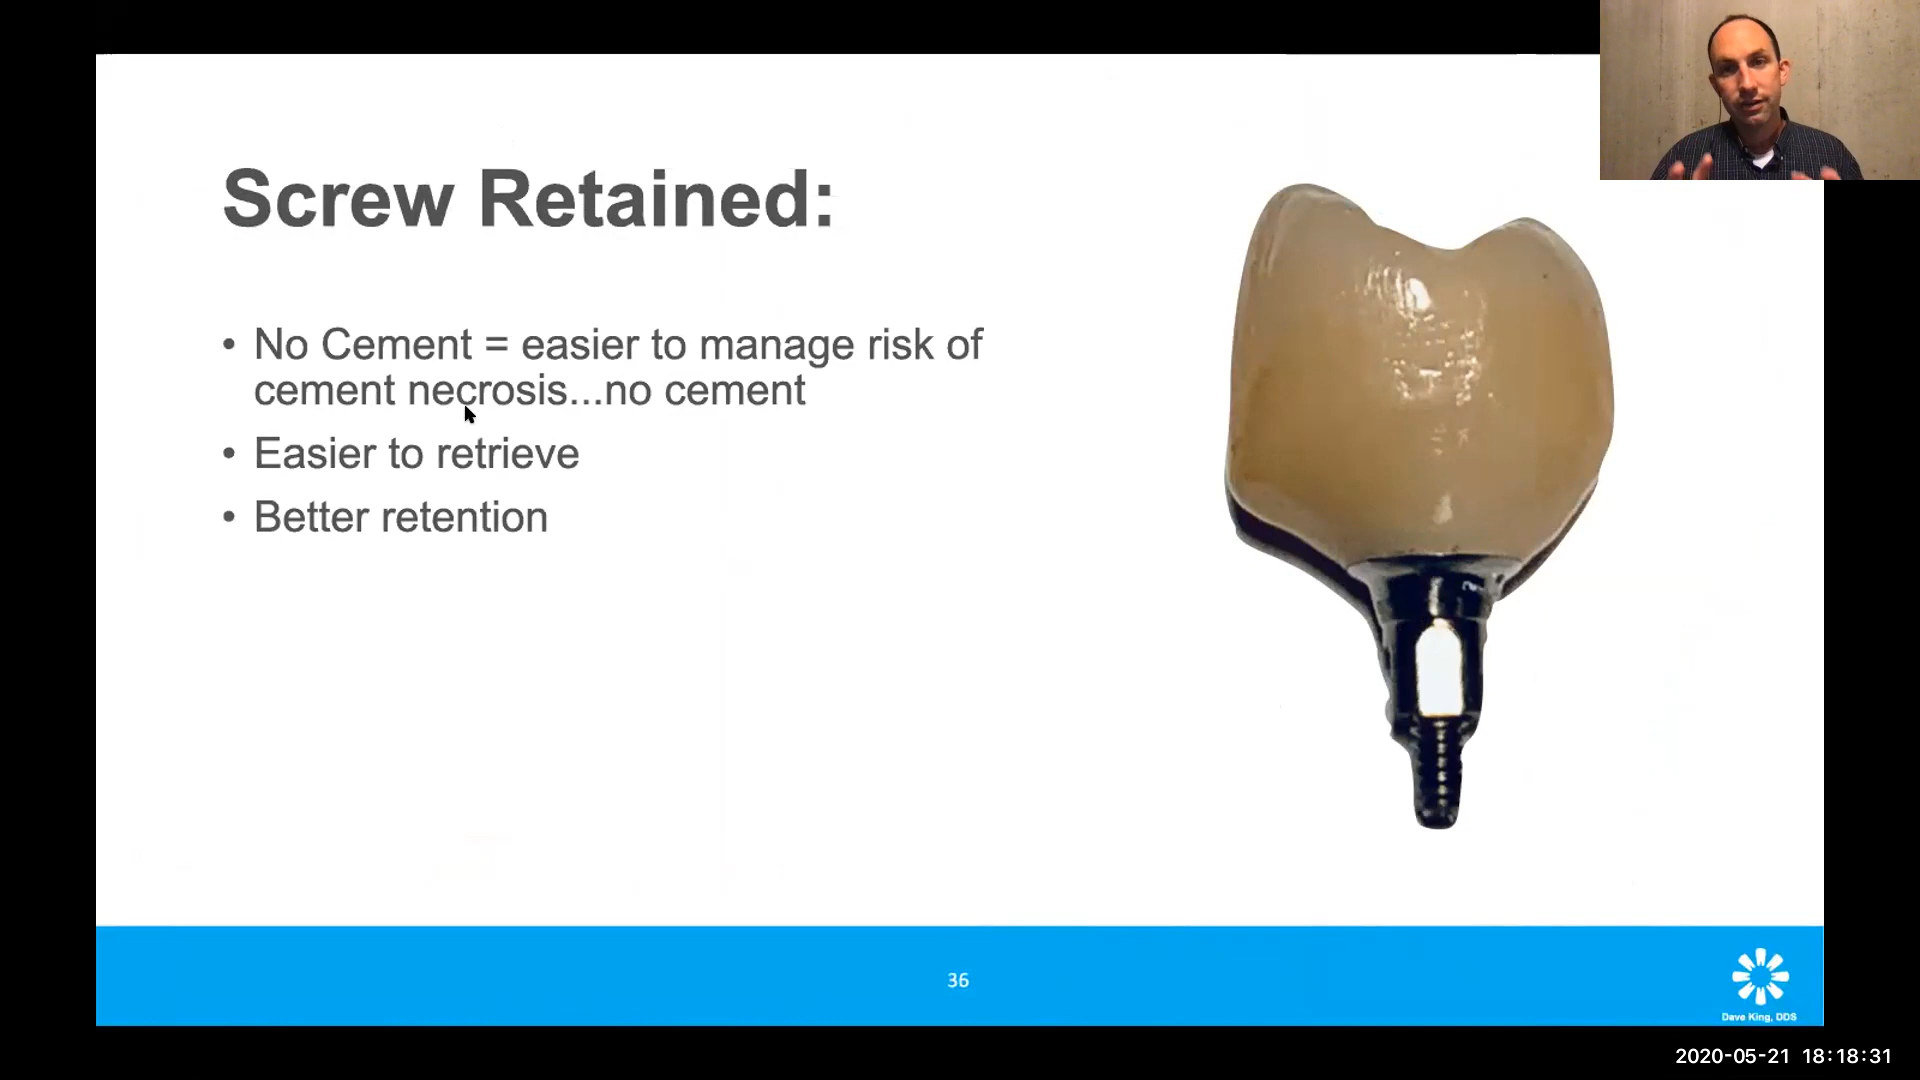 Screw Retained:
• No Cement = easier to manage risk of
cement necrosis...no cement
• Easier to retrieve
• Better retention
36
Dave King, DDS
2020-05-21 18:18:31